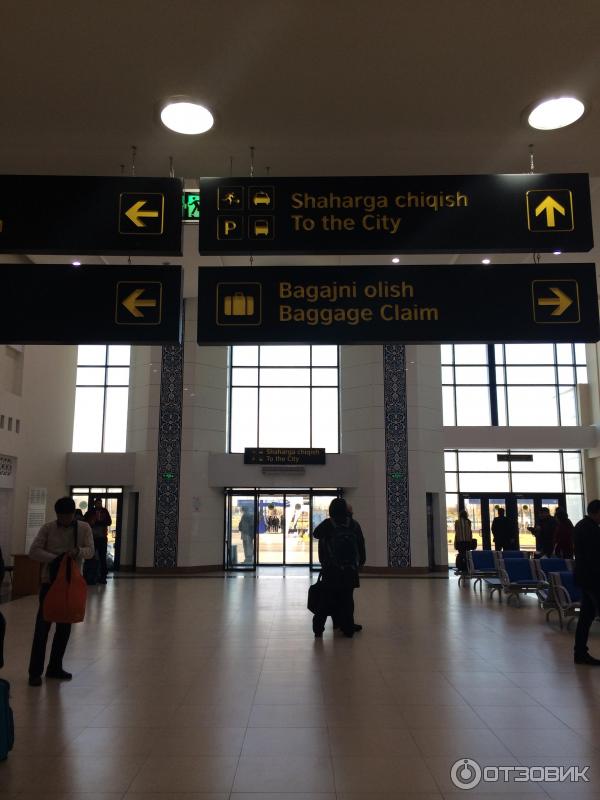 Shaharga chiqish
To the City
P
Bagajni olish
Baggage Claim
Shaharga chiqish
To the City
ОТЗОВИК